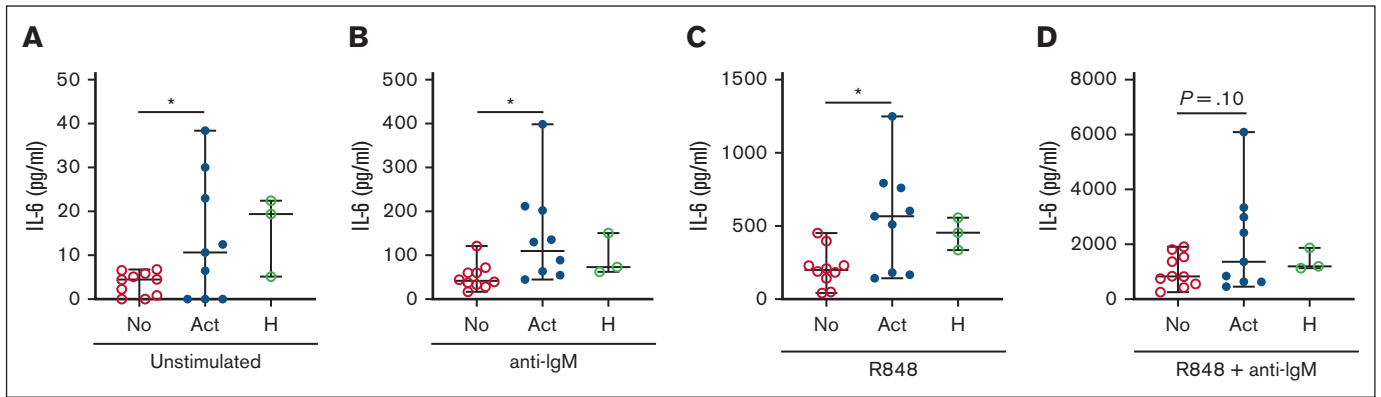 A
IL-6 (pg/ml)
50
40
30
20
10
0
*
No Act H
Unstimulated
B
IL-6 (pg/ml)
500
400
300
200
100
0
*
No Act H
anti-IgM
C
IL-6 (pg/ml)
1500
1000
500
0
*
No Act H
R848
D
IL-6 (pg/ml)
8000
6000
4000
2000
0
P = .10
No Act H
R848 + anti-IgM